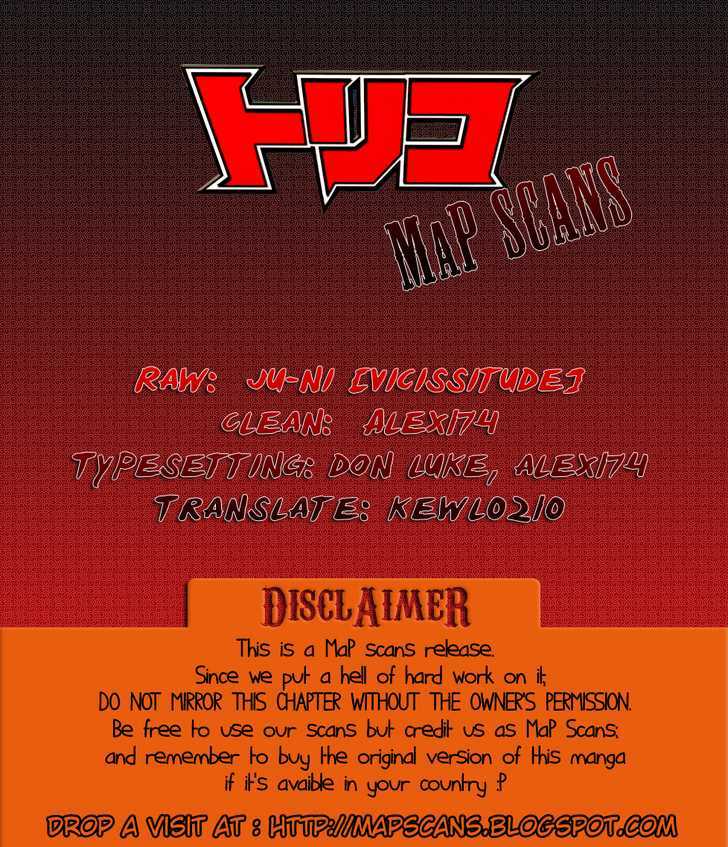 トリコ
MAP SCANS
RAW: JU-NI [VICISSITUDE]
CLEAN: ALEX174
TYPESETTING: DON LUKE, ALEX174
TRANSLATE: KEWL0210
DISCLAIMER
This is a MaP scans release.
Since we put a hell of hard work on it;
DO NOT MIRROR THIS CHAPTER WITHOUT THE OWNER'S PERMISSION.
Be free to use our scans but credit us as MaP Scans;
and remember to buy the original version of this manga
if it's avaible in your country :P
DROP A VISIT AT : HTTP://MAPSCANS.BLOGSPOT.COM